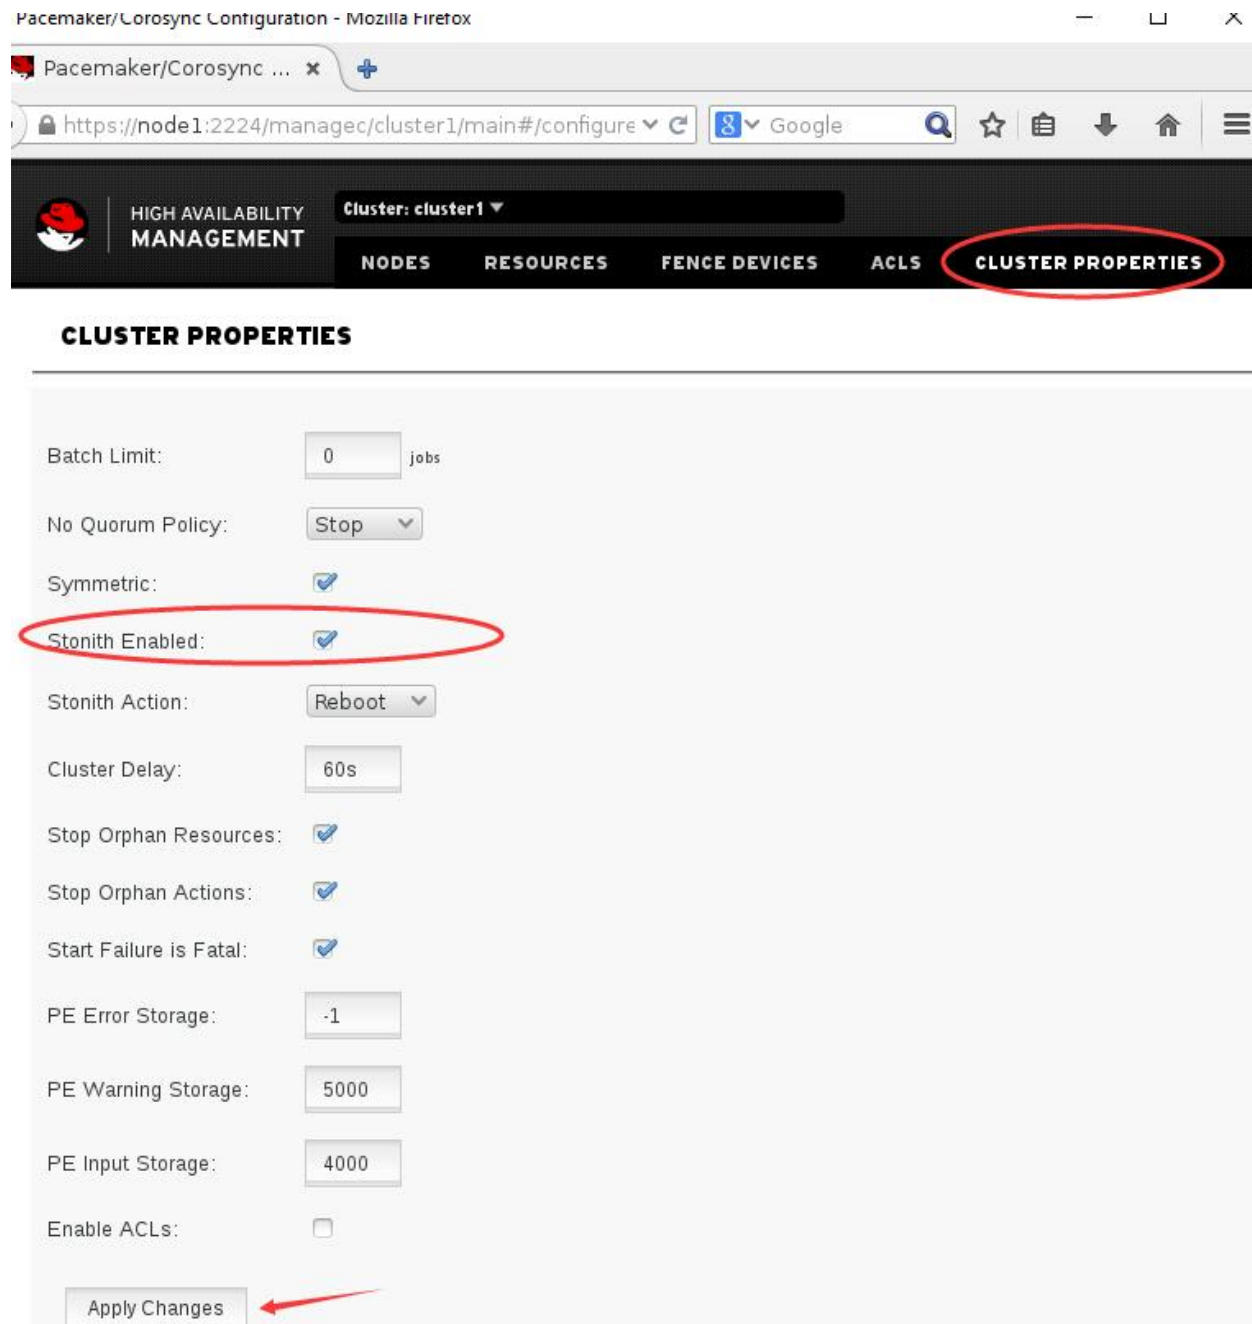 Pacemaker/Corosync Configuration - Mozilla Firefox
Pacemaker/Corosync ...
https://node1:2224/managec/cluster1/main#/configure
8 Google
HIGH AVAILABILITY
MANAGEMENT
Cluster: cluster1
NODES RESOURCES FENCE DEVICES ACLS CLUSTER PROPERTIES
CLUSTER PROPERTIES
Batch Limit: 0 jobs
No Quorum Policy: Stop
Symmetric:
Stonith Enabled:
Stonith Action: Reboot
Cluster Delay: 60s
Stop Orphan Resources:
Stop Orphan Actions:
Start Failure is Fatal:
PE Error Storage: -1
PE Warning Storage: 5000
PE Input Storage: 4000
Enable ACLs:
Apply Changes